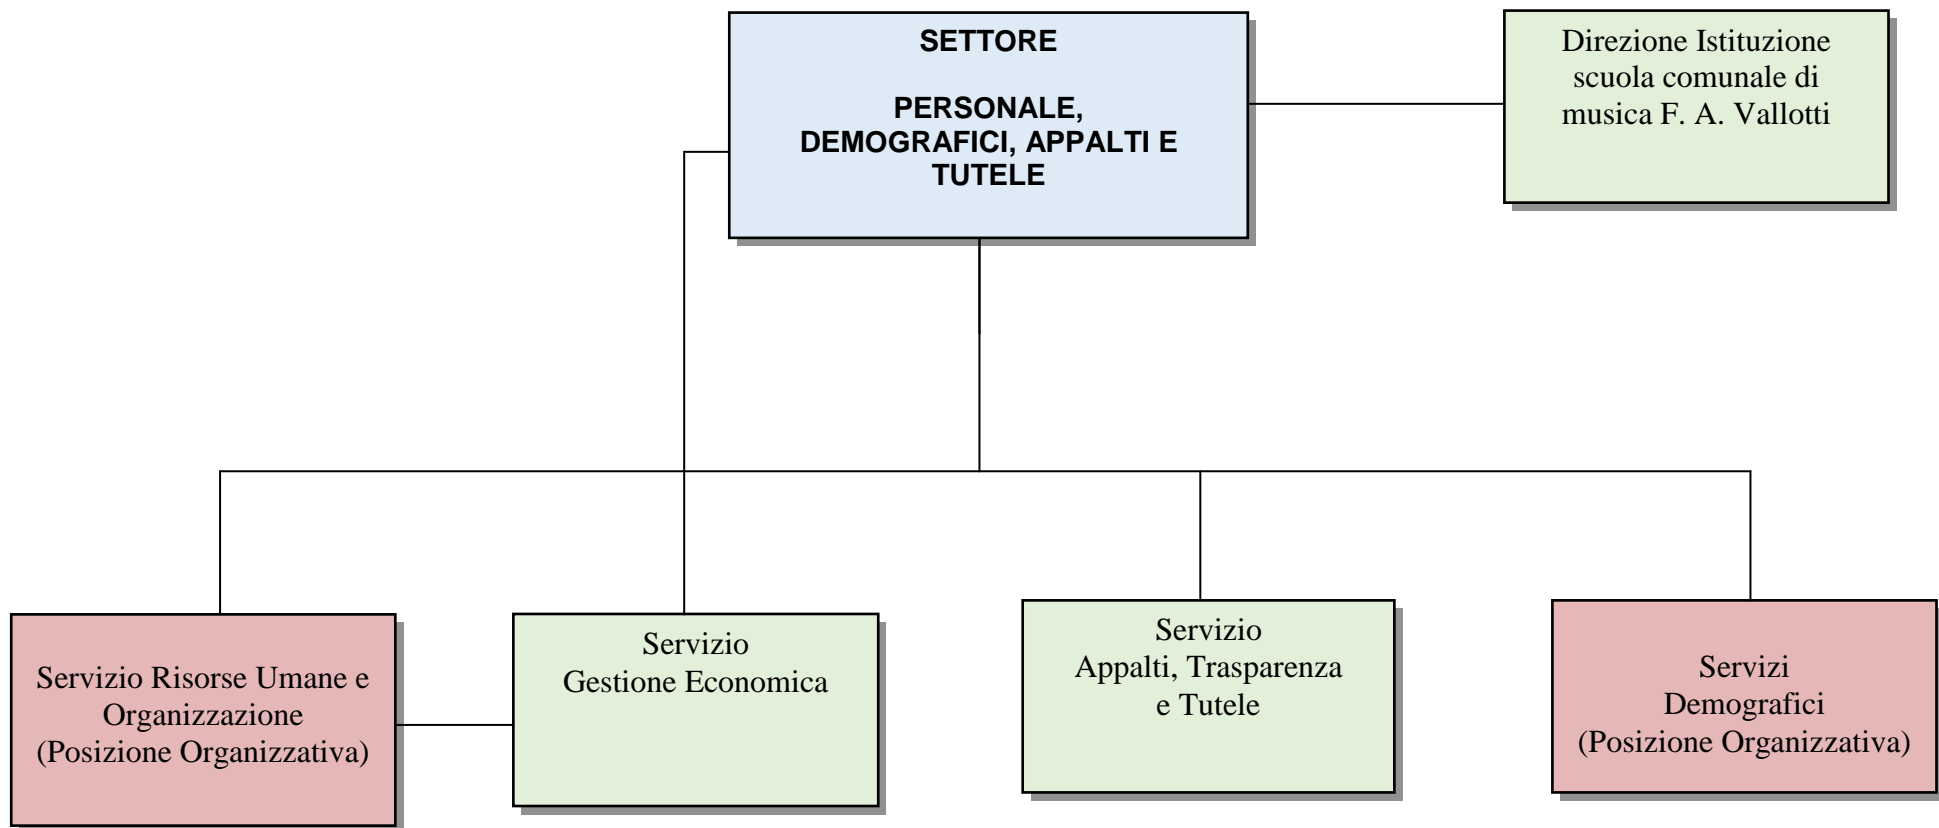 SETTORE
PERSONALE,
DEMOGRAFICI, APPALTI E
TUTELE
Direzione Istituzione
scuola comunale di
musica F. A. Vallotti
Servizio Risorse Umane e
Organizzazione
(Posizione Organizzativa)
Servizio
Gestione Economica
Servizio
Appalti, Trasparenza
e Tutele
Servizi
Demografici
(Posizione Organizzativa)